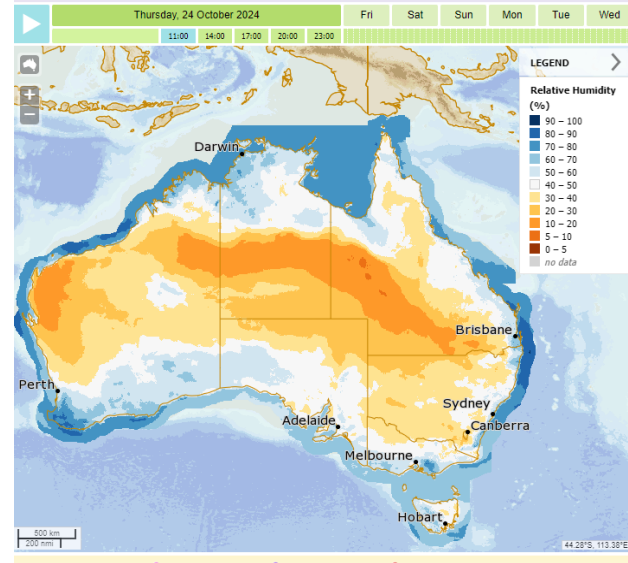 Thursday, 24 October 2024
Fri
Sat
Sun
Mon
Tue
Wed
11:00
14:00
17:00
20:00
23:00
LEGEND
Relative Humidity
(%)
90 – 100
80 – 90
70 – 80
60 – 70
50 – 60
40 – 50
30 – 40
20 – 30
10 – 20
5 – 10
0 – 5
no data
+
−
Darwin
Brisbane
Perth
Sydney
Adelaide
Canberra
Melbourne
Hobart
500 km
200 nmi
44.28°S, 113.38°E